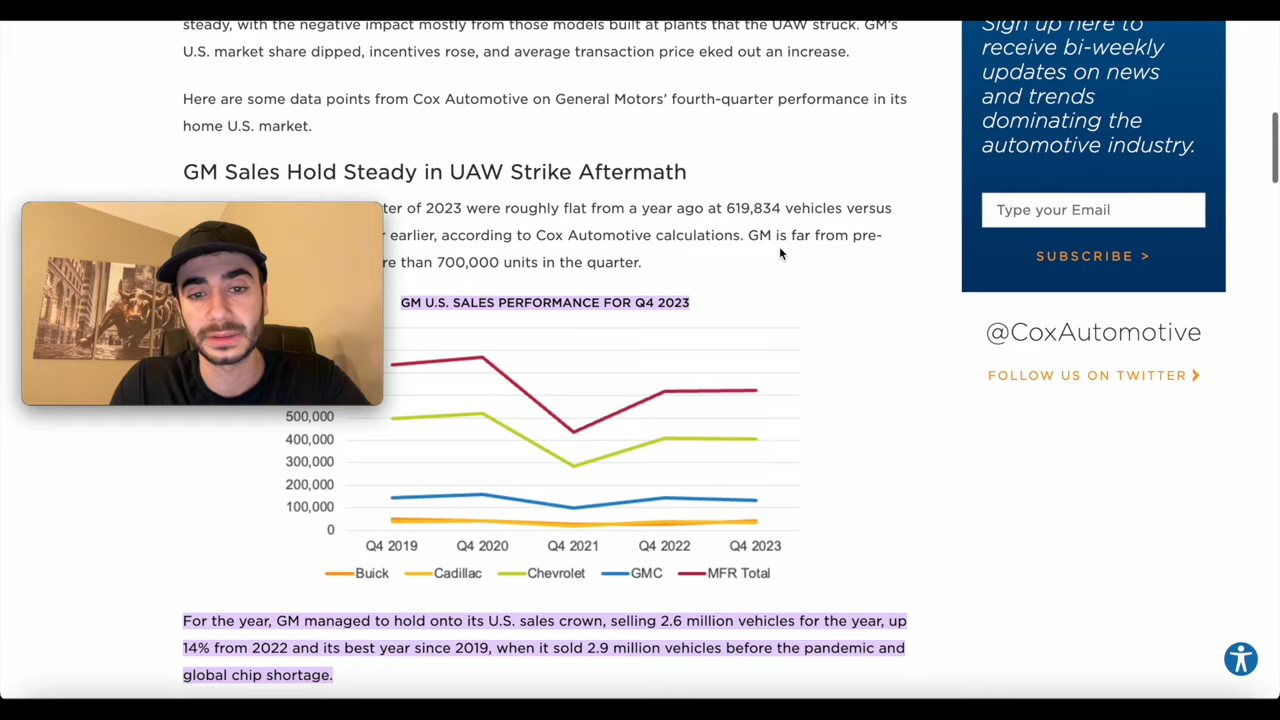 steady, with the negative impact mostly from those models built at plants that the UAW struck. GM's
U.S. market share dipped, incentives rose, and average transaction price eked out an increase.
Here are some data points from Cox Automotive on General Motors' fourth-quarter performance in its
home U.S. market.
GM Sales Hold Steady in UAW Strike Aftermath
ter of 2023 were roughly flat from a year ago at 619,834 vehicles versus
r earlier, according to Cox Automotive calculations. GM is far from pre-
re than 700,000 units in the quarter.
GM U.S. SALES PERFORMANCE FOR Q4 2023
500,000
400,000
300,000
200,000
100,000
0
Q4 2019 Q4 2020 Q4 2021 Q4 2022 Q4 2023
Buick Cadillac Chevrolet GMC MFR Total
For the year, GM managed to hold onto its U.S. sales crown, selling 2.6 million vehicles for the year, up
14% from 2022 and its best year since 2019, when it sold 2.9 million vehicles before the pandemic and
global chip shortage.
Sign up here to
receive bi-weekly
updates on news
and trends
dominating the
automotive industry.
Type your Email
SUBSCRIBE >
@CoxAutomotive
FOLLOW US ON TWITTER >